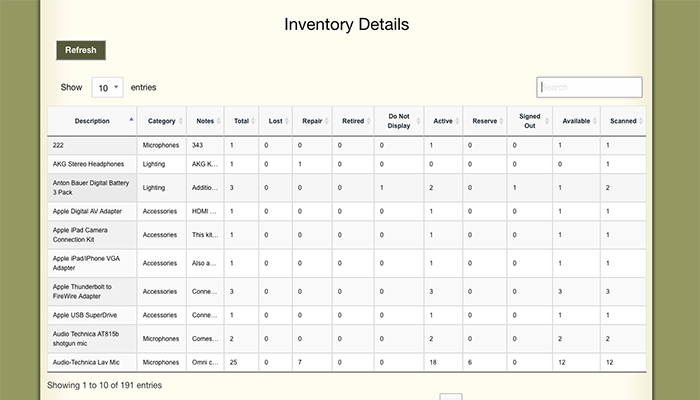 Inventory Details
Refresh
Show 10 entries Search
Description Category Notes Total Lost Repair Retired Do Not Display Active Reserve Signed Out Available Scanned
222 Microphones 343 1 0 0 0 0 1 0 0 1 1
AKG Stereo Headphones Lighting AKG K... 1 0 1 0 0 0 0 0 0 1
Anton Bauer Digital Battery 3 Pack Lighting Additio... 3 0 0 0 1 2 0 1 1 2
Apple Digital AV Adapter Accessories HDMI ... 1 0 0 0 0 1 0 0 1 1
Apple iPad Camera Connection Kit Accessories This kit... 1 0 0 0 0 1 0 0 1 1
Apple iPad/iPhone VGA Adapter Accessories Also a... 1 0 0 0 0 1 0 0 1 1
Apple Thunderbolt to FireWire Adapter Accessories Conne... 3 0 0 0 0 3 0 0 3 3
Apple USB SuperDrive Accessories Conne... 1 0 0 0 0 1 0 0 1 1
Audio Technica AT815b shotgun mic Microphones Comes... 2 0 0 0 0 2 0 0 2 2
Audio-Technica Lav Mic Microphones Omni c... 25 0 7 0 0 18 6 0 12 12
Showing 1 to 10 of 191 entries